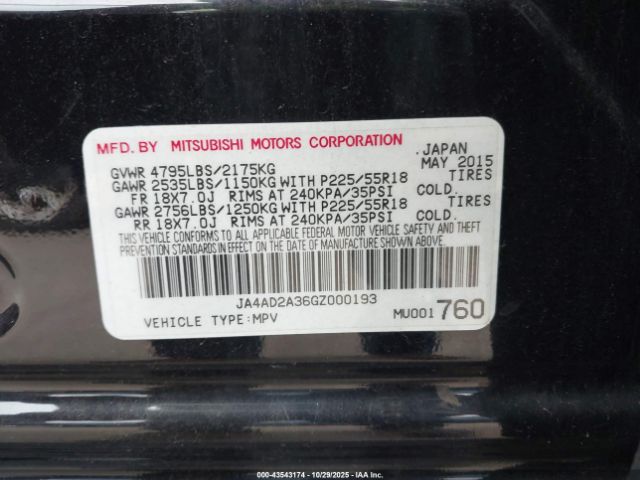 MFD. BY MITSUBISHI MOTORS CORPORATION, JAPAN
GVWR 4795LBS/2175KG MAY 2015
GAWR 2535LBS/1150KG WITH P225/55R18 TIRES
FR 18X7.0J RIMS AT 240KPA/35PSI COLD.
GAWR 2756LBS/1250KG WITH P225/55R18 TIRES
RR 18X7.0J RIMS AT 240KPA/35PSI COLD.
THIS VEHICLE CONFORMS TO ALL APPLICABLE FEDERAL MOTOR VEHICLE SAFETY AND THEFT
PREVENTION STANDARDS IN EFFECT ON THE DATE OF MANUFACTURE SHOWN ABOVE.
JA4AD2A36GZ000193
VEHICLE TYPE:MPV MU001760
000-43543174 | 10/29/2025 | IAA Inc.